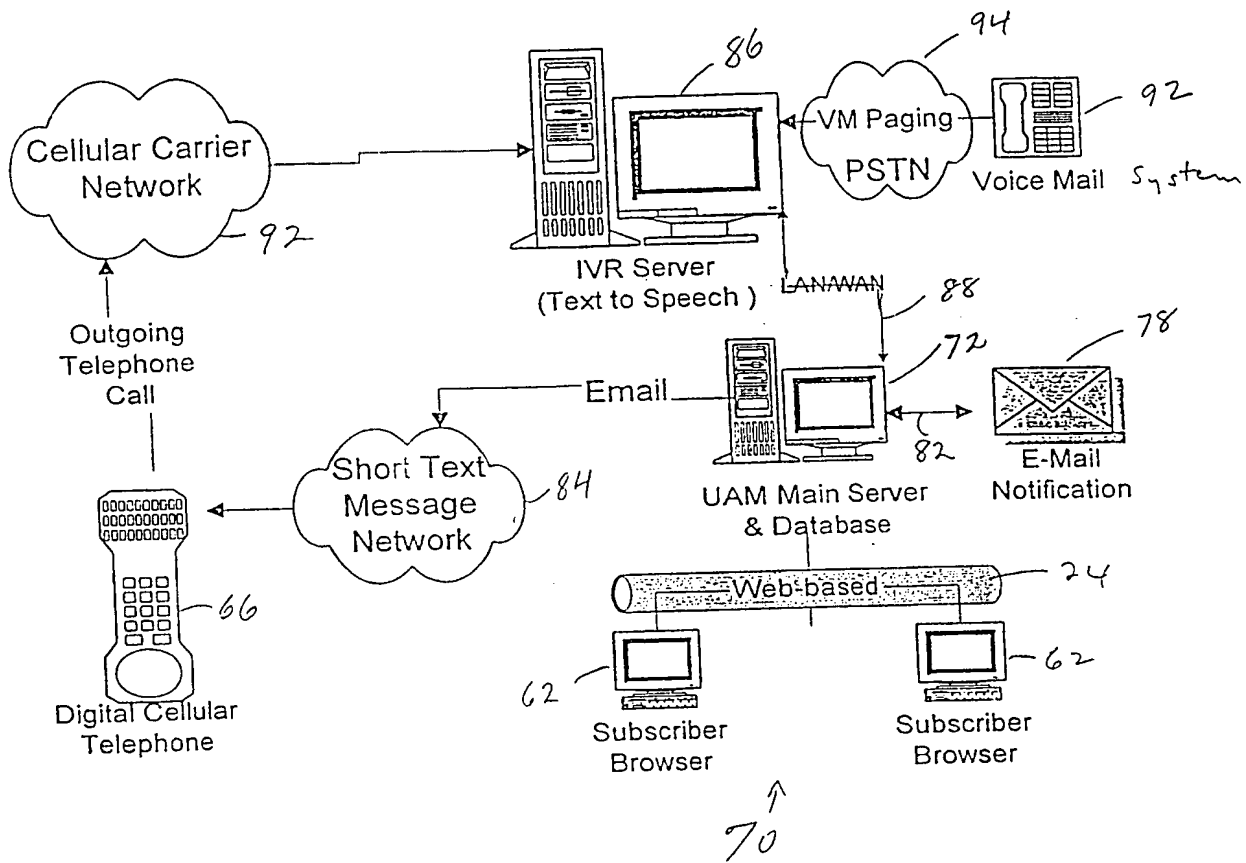 94
86
92
Cellular Carrier
Network
VM Paging
PSTN
Voice Mail System
92
IVR Server
(Text to Speech )
LAN/WAN
88
Outgoing
Telephone
Call
72
78
Email
82
E-Mail
Notification
Short Text
Message
Network
84
UAM Main Server
& Database
Web-based
24
66
62
62
Digital Cellular
Telephone
Subscriber
Browser
Subscriber
Browser
70